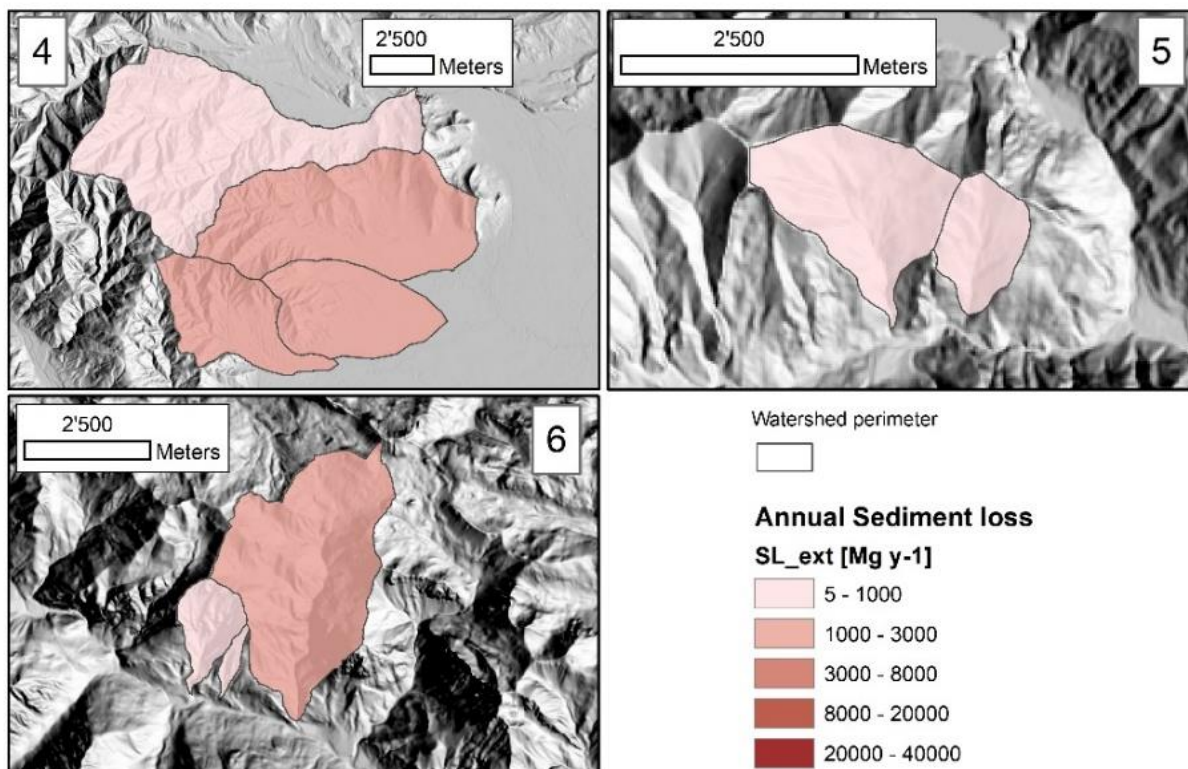 4
2'500
Meters
2'500
Meters
5
2'500
Meters
6
Watershed perimeter
Annual Sediment loss
SL_ext [Mg y-1]
5 - 1000
1000 - 3000
3000 - 8000
8000 - 20000
20000 - 40000